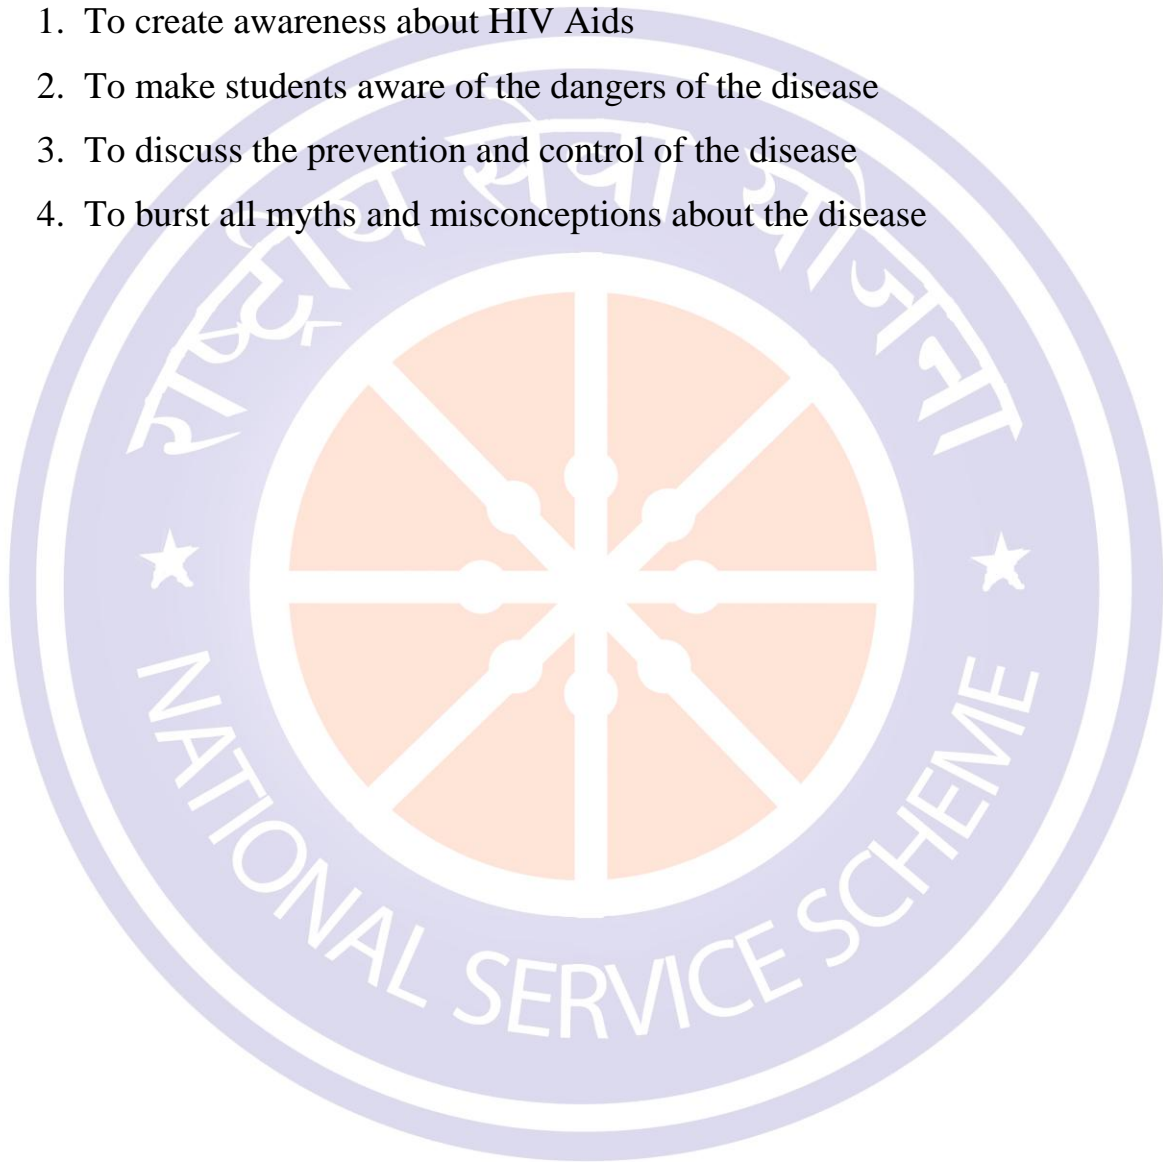 1. To create awareness about HIV Aids
2. To make students aware of the dangers of the disease
3. To discuss the prevention and control of the disease
4. To burst all myths and misconceptions about the disease
राष्ट्रीय सेवा योजना
NATIONAL SERVICE SCHEME